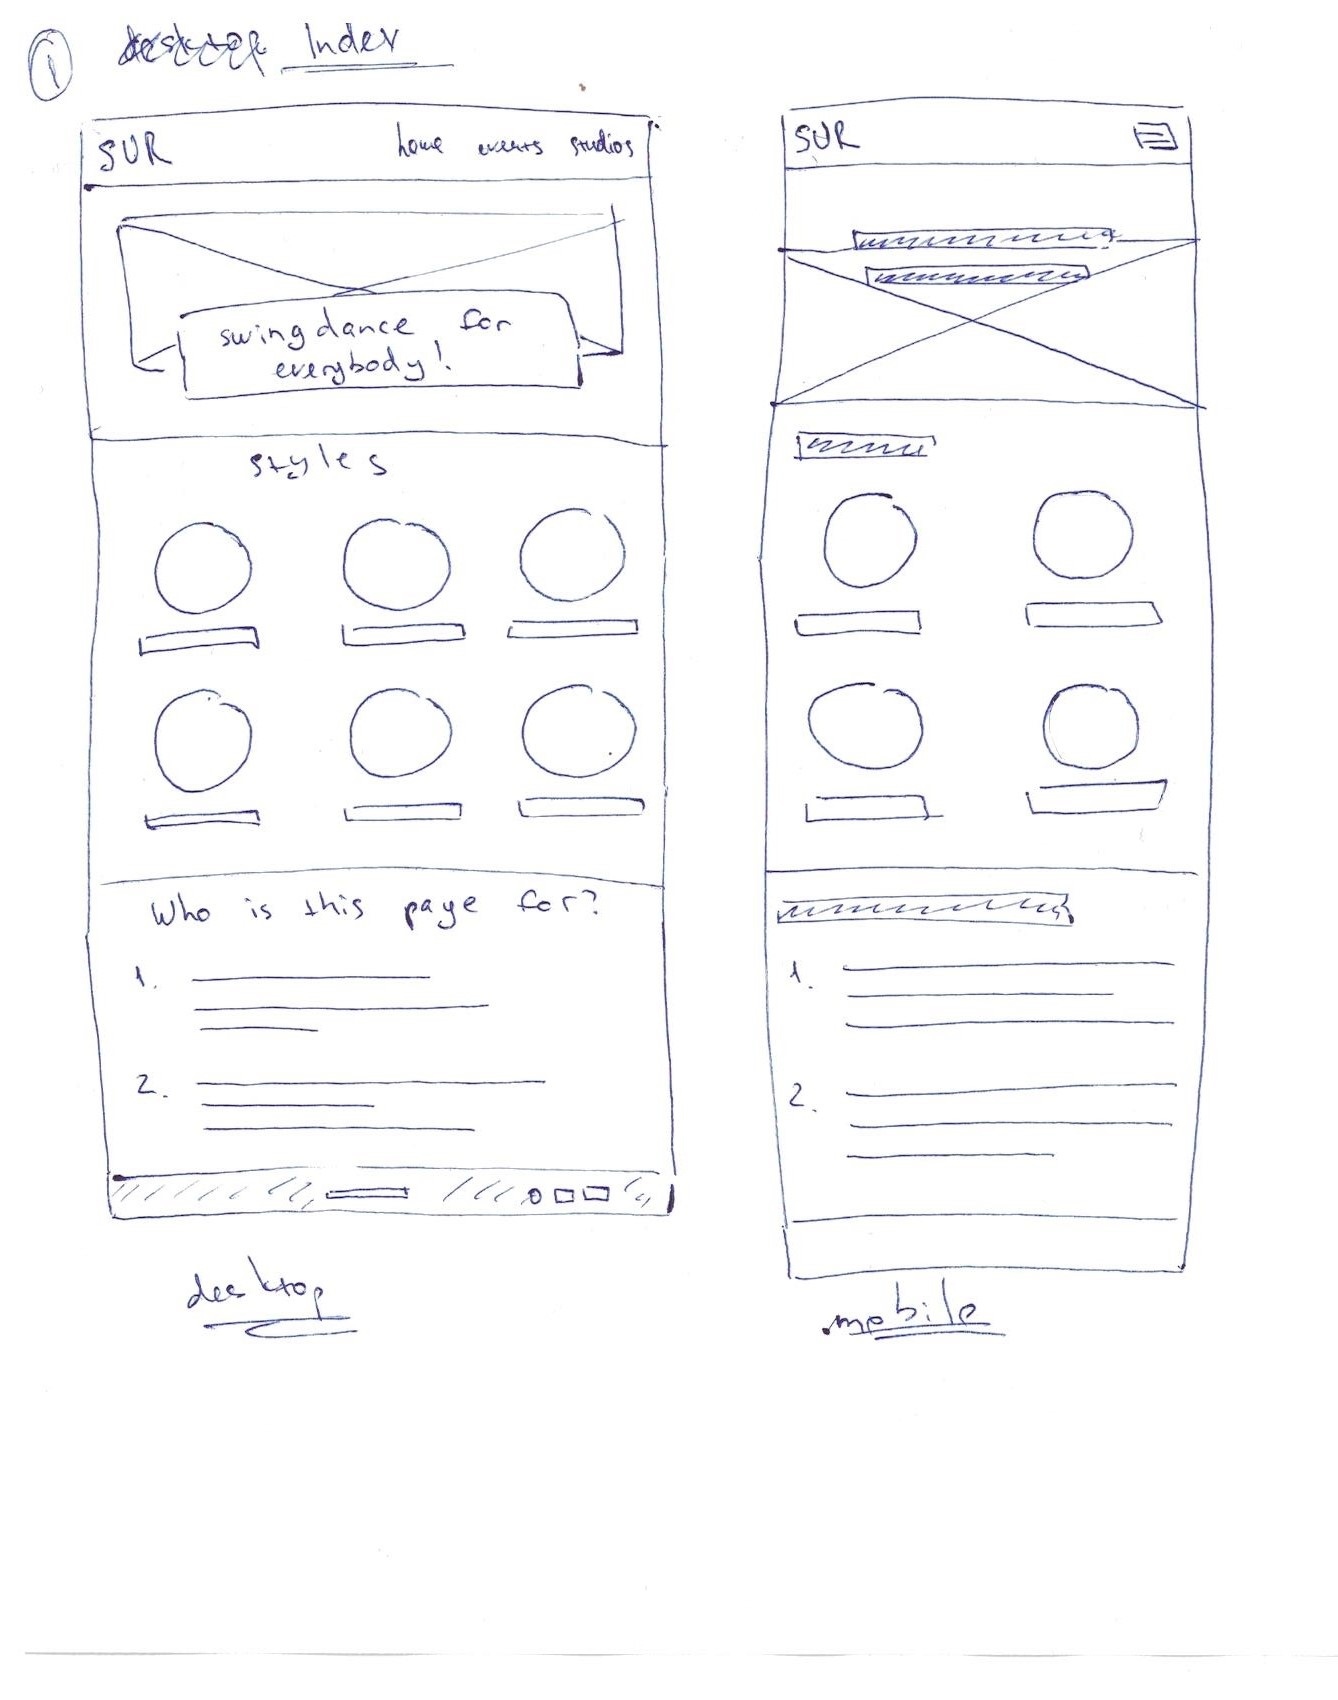 1 Index
SUR home events studios
swing dance for
everybody!
styles
Who is this page for?
1.
2.
desktop
SUR
1.
2.
mobile